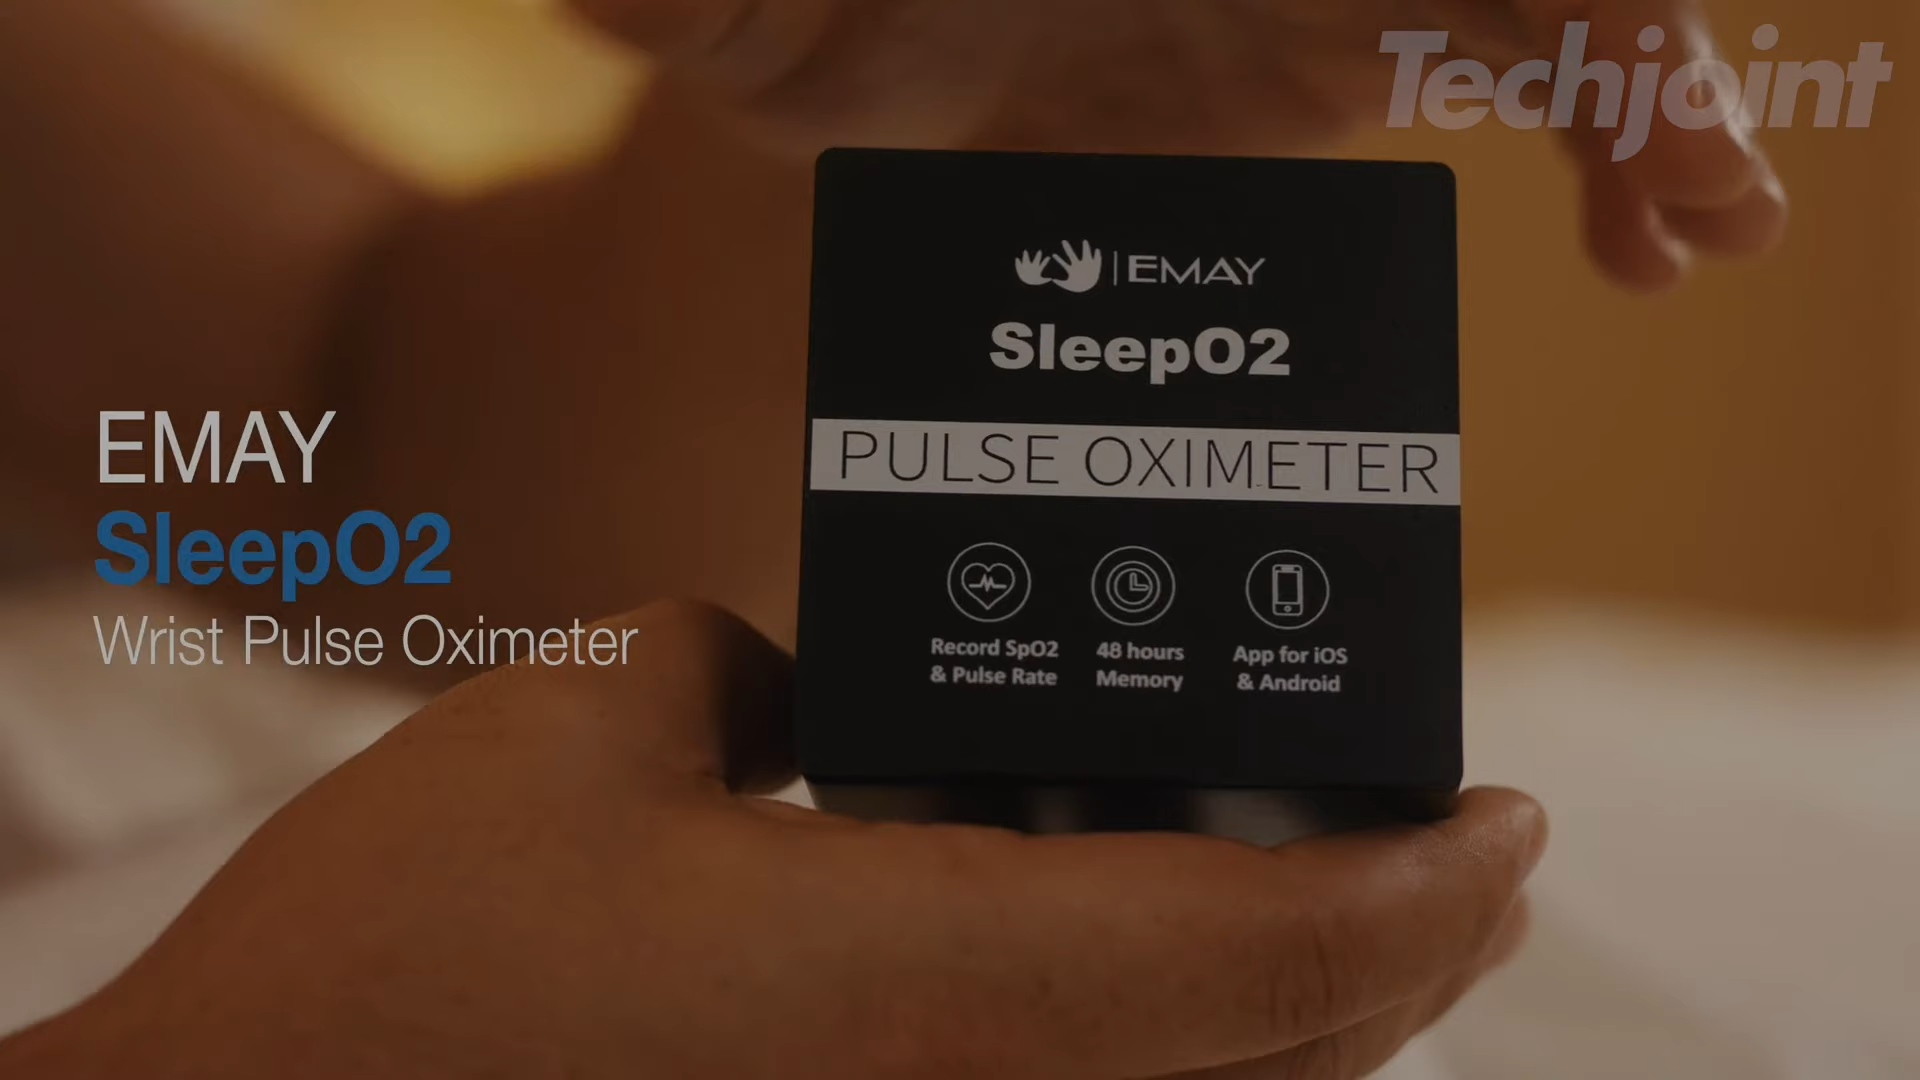 Techjoint
EMAY
SleepO2
Wrist Pulse Oximeter
EMAY
SleepO2
PULSE OXIMETER
Record SpO2
& Pulse Rate
48 hours
Memory
App for iOS
& Android